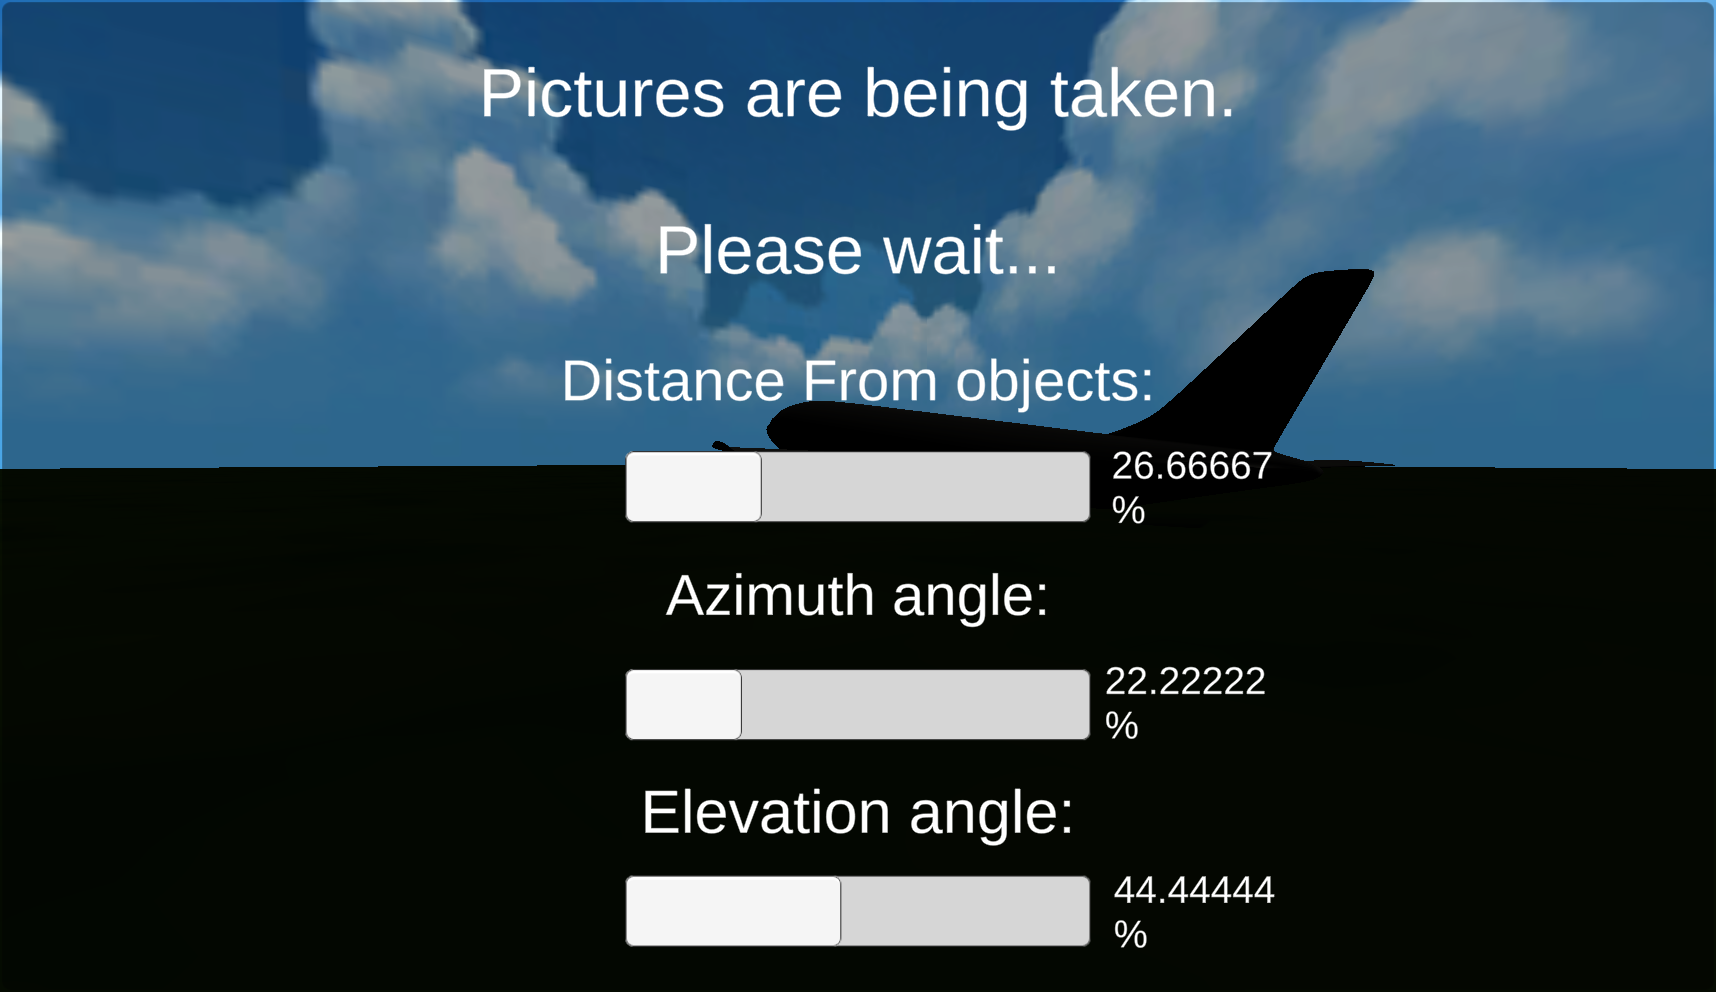 Pictures are being taken.
Please wait...
Distance From objects:
26.66667
%
Azimuth angle:
22.22222
%
Elevation angle:
44.44444
%